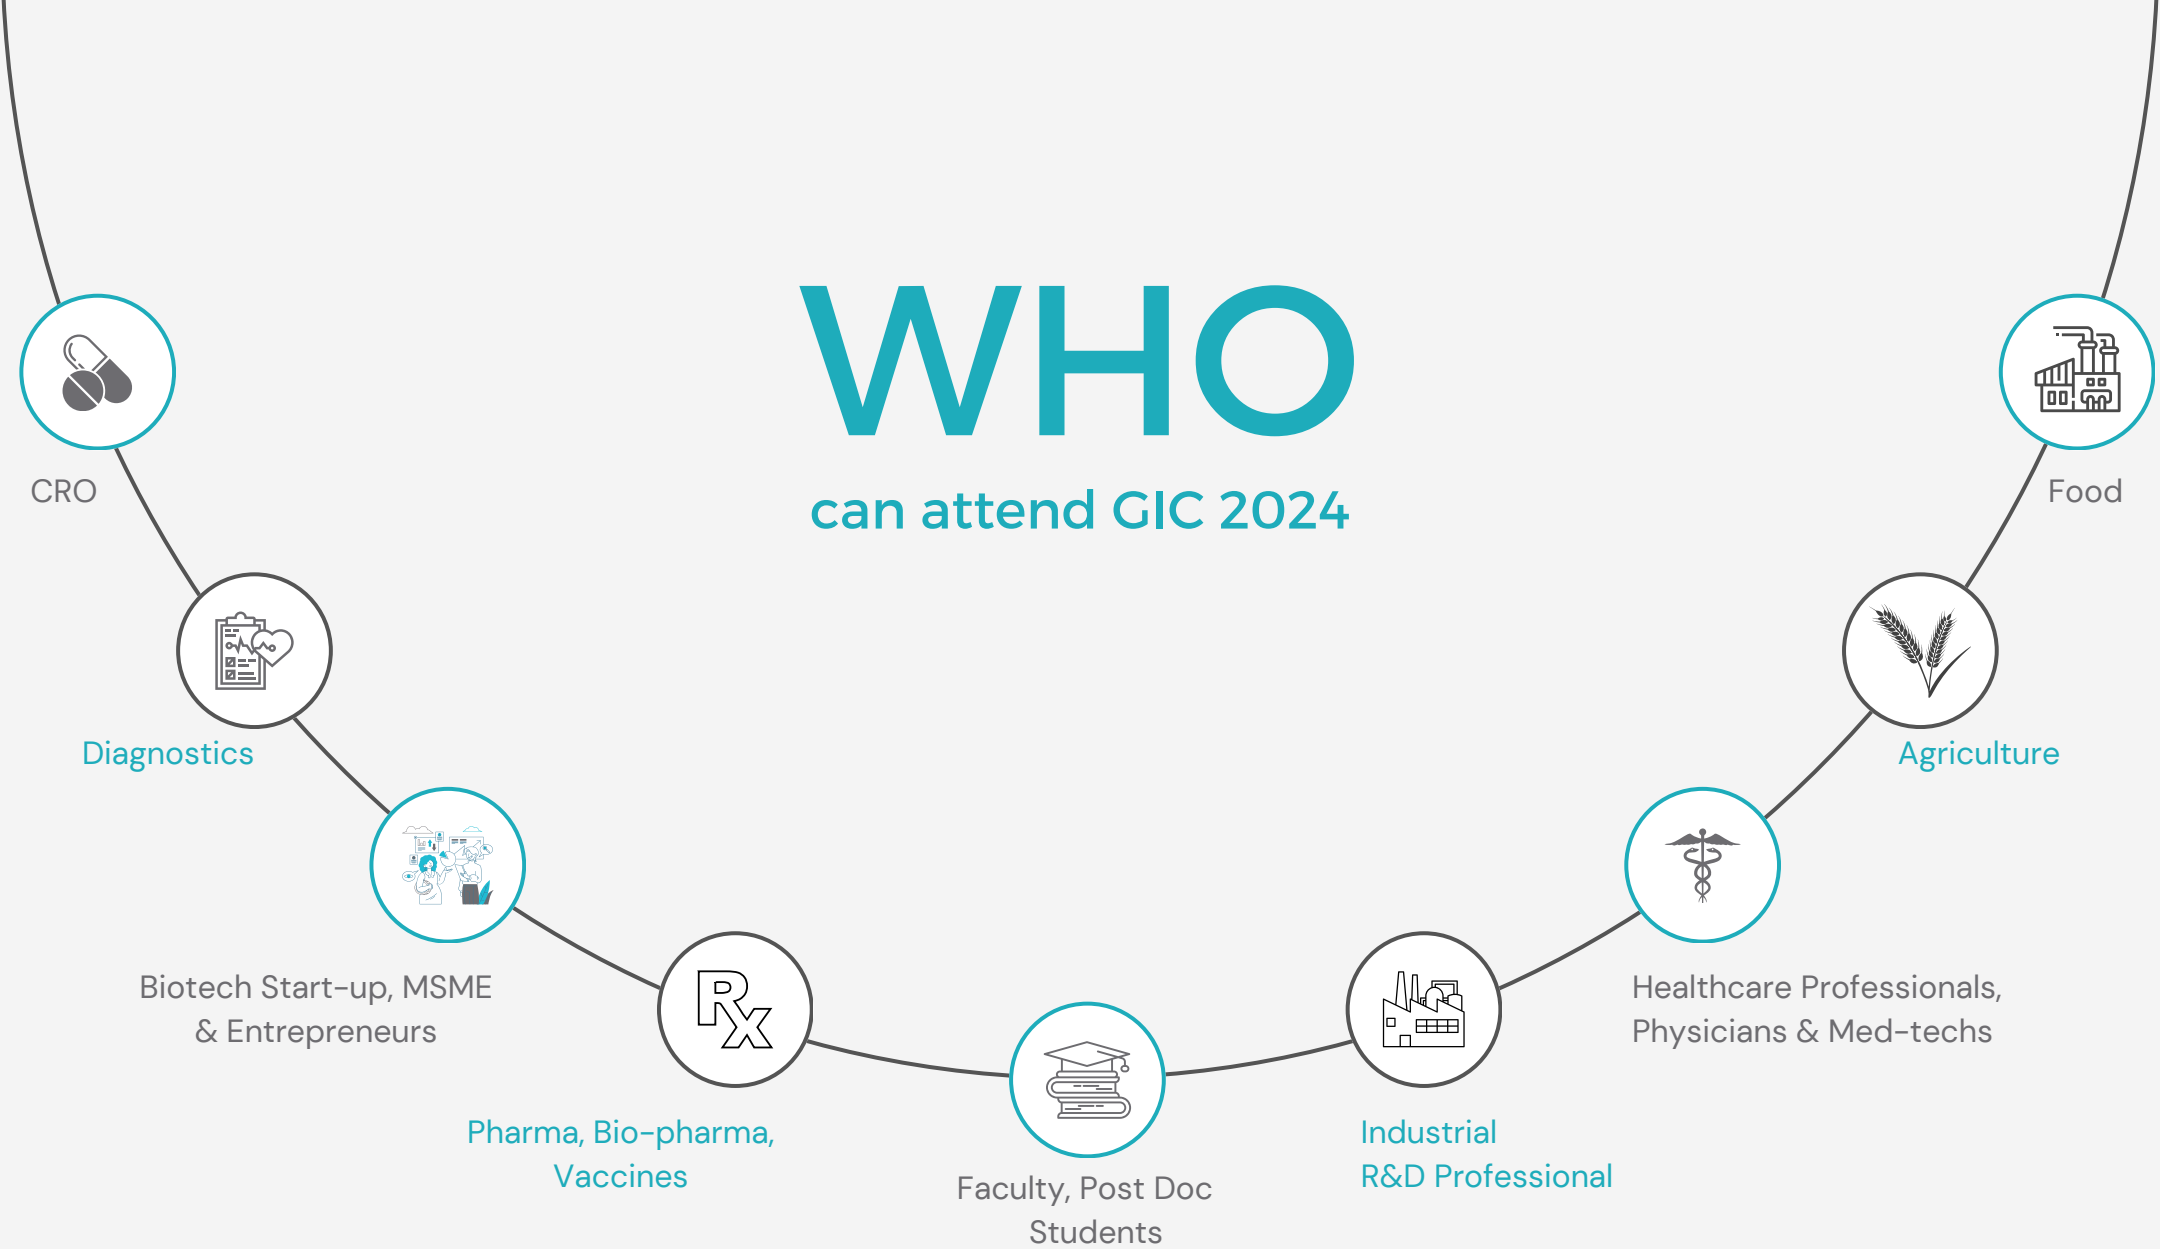 WHO
can attend GIC 2024
CRO
Diagnostics
Biotech Start-up, MSME
& Entrepreneurs
Pharma, Bio-pharma,
Vaccines
Faculty, Post Doc
Students
Industrial
R&D Professional
Healthcare Professionals,
Physicians & Med-techs
Agriculture
Food
Rx